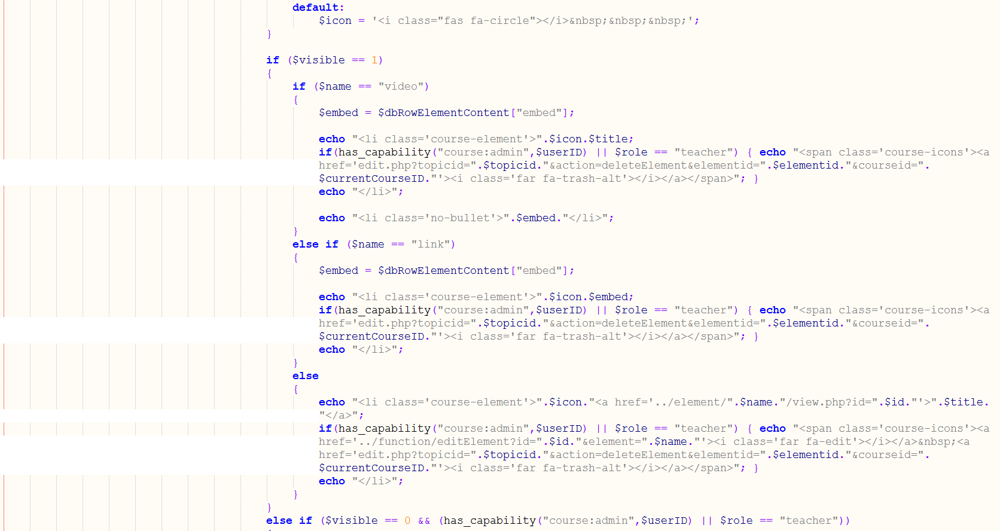 default:
$icon = '<i class="fas fa-circle"></i>&nbsp;&nbsp;&nbsp;';
}
if ($visible == 1)
{
if ($name == "video")
{
$embed = $dbRowElementContent["embed"];
echo "<li class='course-element'>".$icon.$title;
if(has_capability("course:admin",$userID) || $role == "teacher") { echo "<span class='course-icons'><a
href='edit.php?topicid=".$topicid."&action=deleteElement&elementid=".$elementid."&courseid=".
$currentCourseID."'><i class='far fa-trash-alt'></i></a></span>"; }
echo "</li>";
echo "<li class='no-bullet'>".$embed."</li>";
}
else if ($name == "link")
{
$embed = $dbRowElementContent["embed"];
echo "<li class='course-element'>".$icon.$embed;
if(has_capability("course:admin",$userID) || $role == "teacher") { echo "<span class='course-icons'><a
href='edit.php?topicid=".$topicid."&action=deleteElement&elementid=".$elementid."&courseid=".
$currentCourseID."'><i class='far fa-trash-alt'></i></a></span>"; }
echo "</li>";
}
else
{
echo "<li class='course-element'>".$icon."<a href='../element/".$name."/view.php?id=".$id."'>".$title.
"</a>";
if(has_capability("course:admin",$userID) || $role == "teacher") { echo "<span class='course-icons'><a
href='../function/editElement?id=".$id."&element=".$name."'><i class='far fa-edit'></i></a>&nbsp;<a
href='edit.php?topicid=".$topicid."&action=deleteElement&elementid=".$elementid."&courseid=".
$currentCourseID."'><i class='far fa-trash-alt'></i></a></span>"; }
echo "</li>";
}
}
else if ($visible == 0 && (has_capability("course:admin",$userID) || $role == "teacher"))